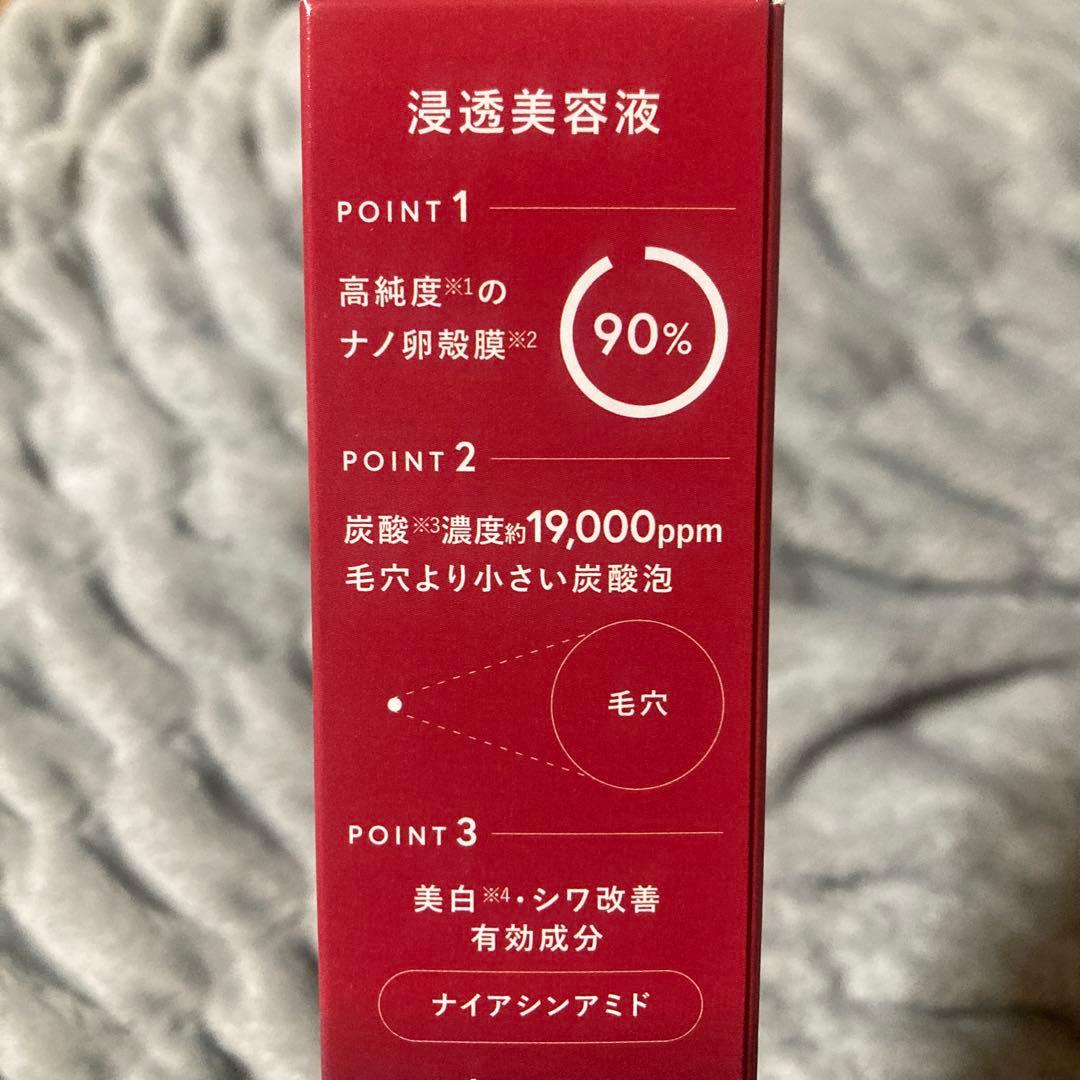 浸透美容液
POINT 1
高純度※1の
ナノ卵殻膜※2
90%
POINT 2
炭酸※3濃度約19,000ppm
毛穴より小さい炭酸泡
毛穴
POINT 3
美白※4・シワ改善
有効成分
ナイアシンアミド